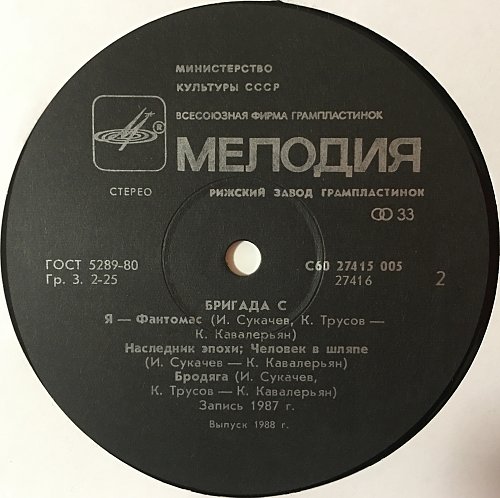 МИНИСТЕРСТВО
КУЛЬТУРЫ СССР
ВСЕСОЮЗНАЯ ФИРМА ГРАМПЛАСТИНОК
®
МЕЛОДИЯ
СТЕРЕО
РИЖСКИЙ ЗАВОД ГРАМПЛАСТИНОК
33
ГОСТ 5289-80
Гр. 3. 2-25
С60 27415 005
27416
2
БРИГАДА С
Я — Фантомас (И. Сукачев, К. Трусов —
К. Кавалерьян)
Наследник эпохи; Человек в шляпе
(И. Сукачев — К. Кавалерьян)
Бродяга (И. Сукачев,
К. Трусов — К. Кавалерьян)
Запись 1987 г.
Выпуск 1988 г.